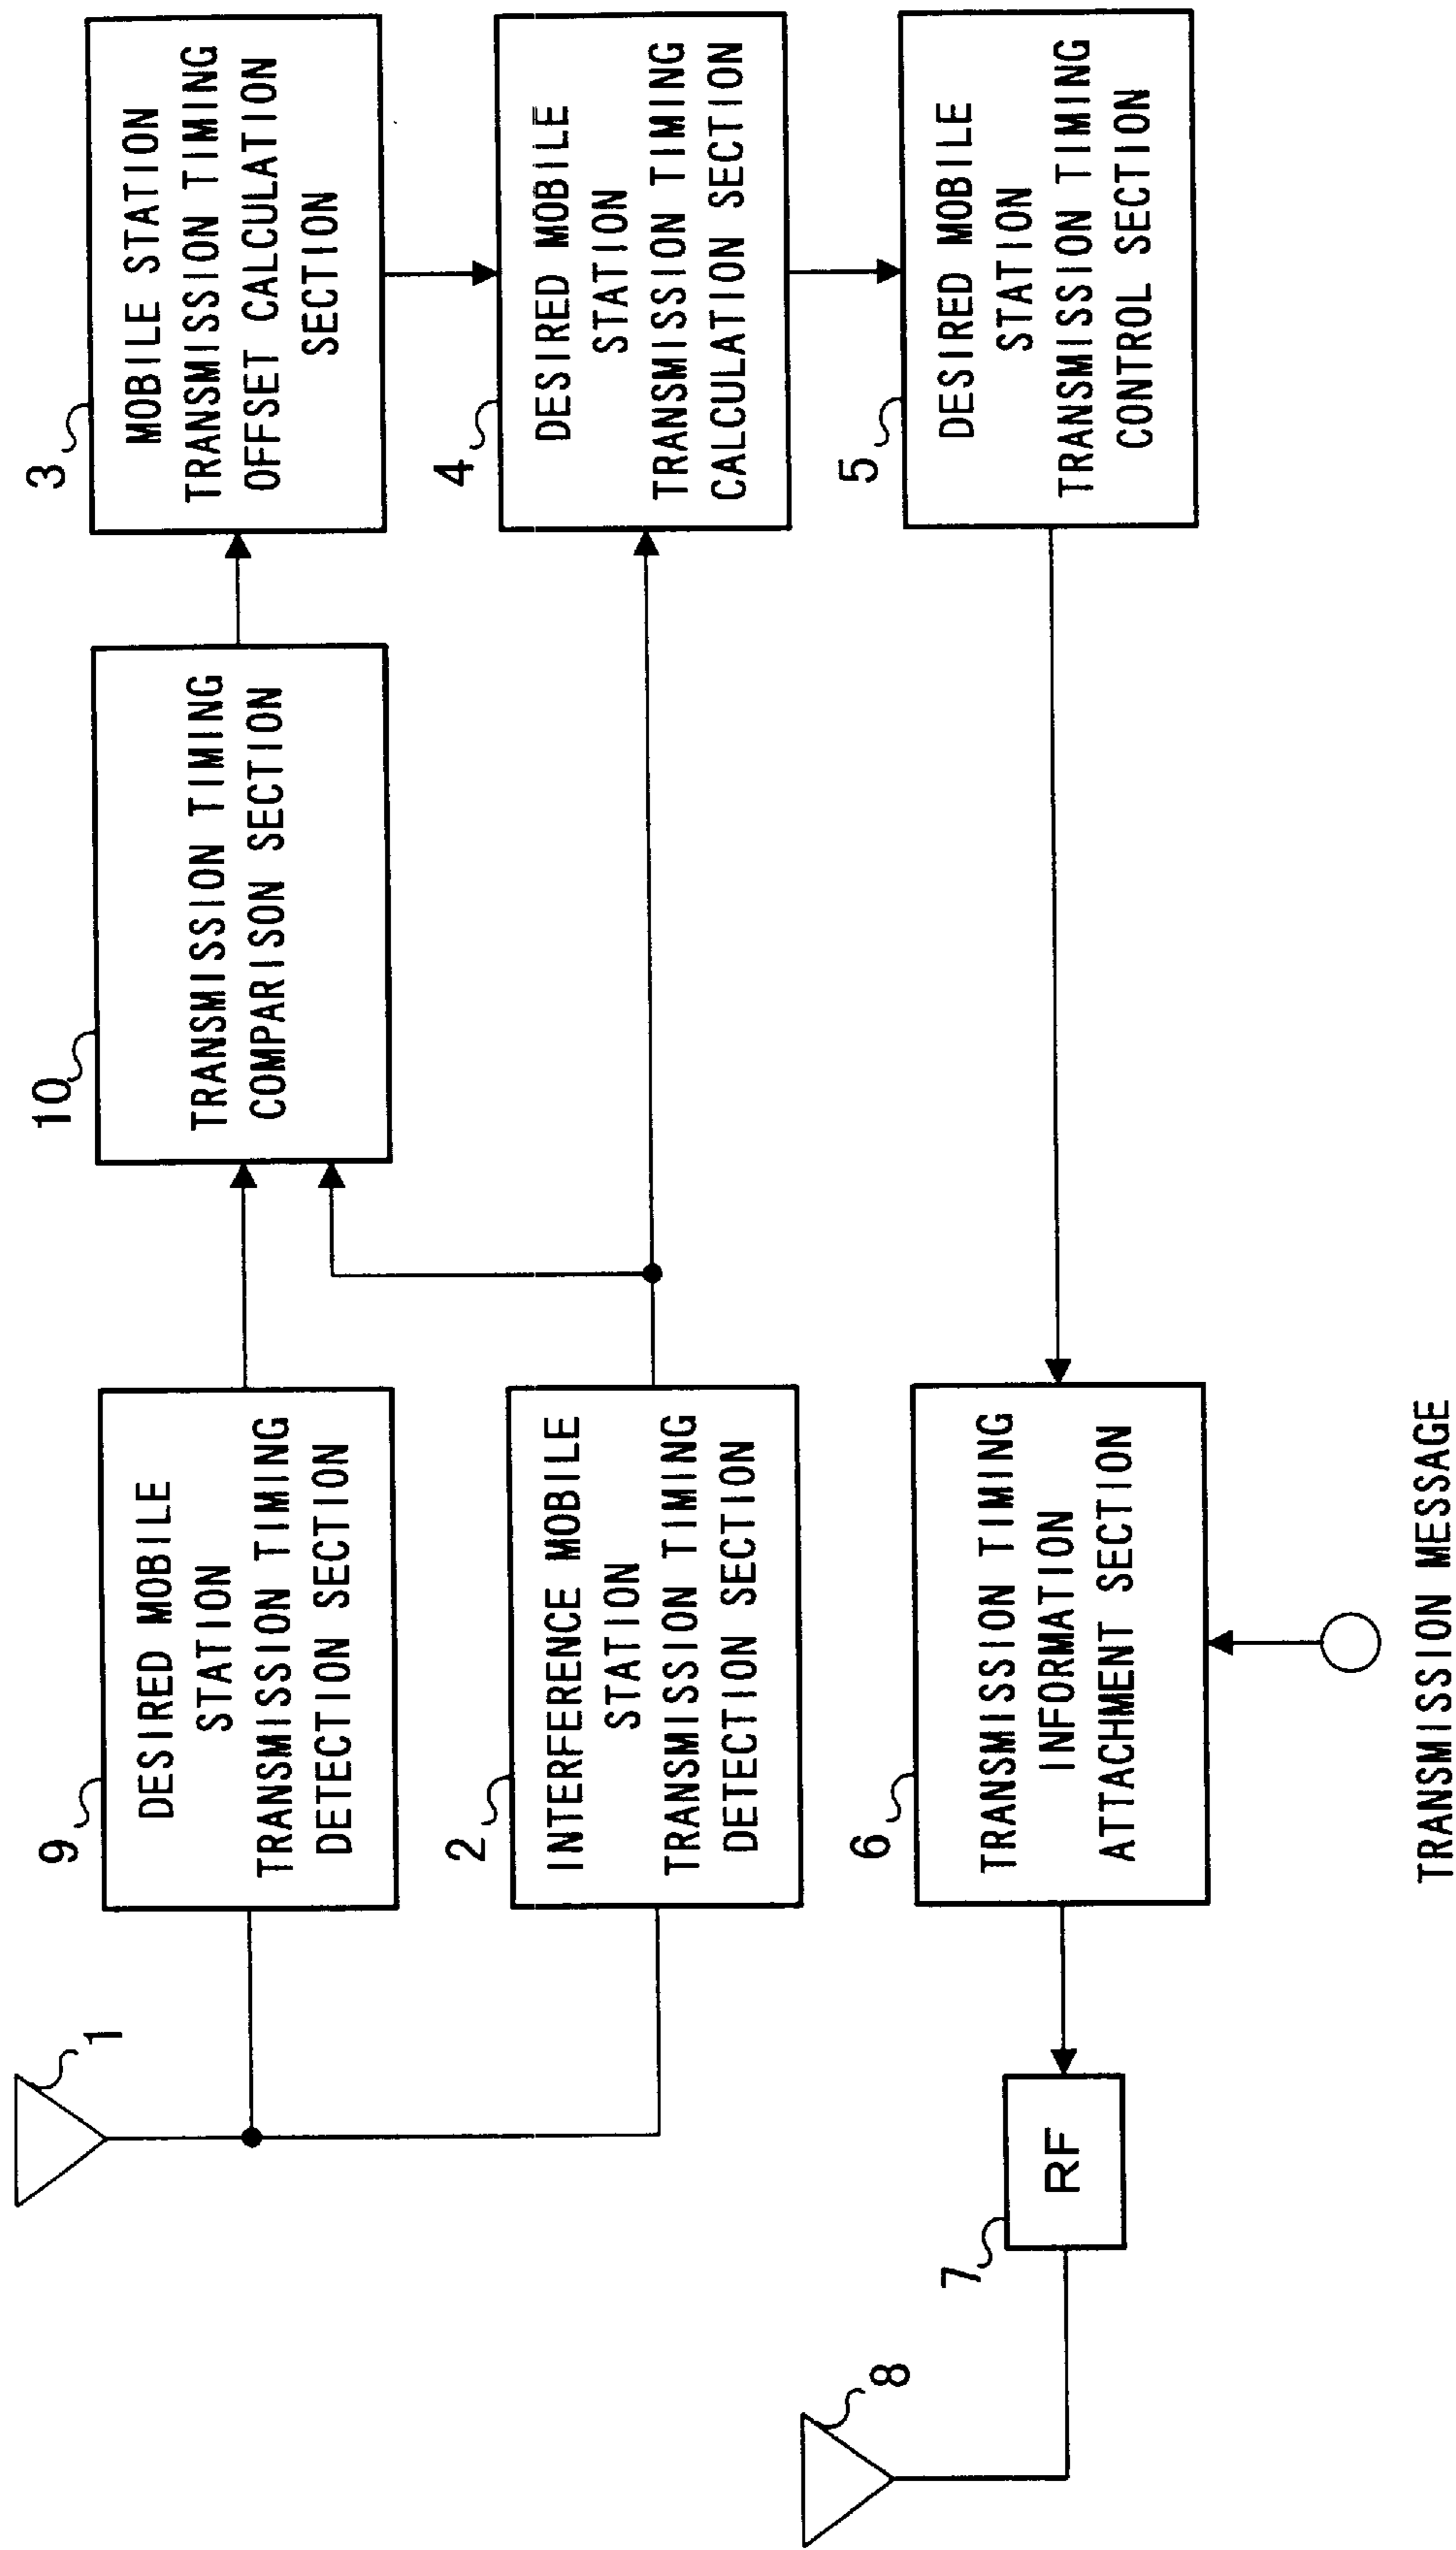 1
9
DESIRED MOBILE
STATION
TRANSMISSION TIMING
DETECTION SECTION
10
TRANSMISSION TIMING
COMPARISON SECTION
3
MOBILE STATION
TRANSMISSION TIMING
OFFSET CALCULATION
SECTION
2
INTERFERENCE MOBILE
STATION
TRANSMISSION TIMING
DETECTION SECTION
4
DESIRED MOBILE
STATION
TRANSMISSION TIMING
CALCULATION SECTION
8
7
RF
6
TRANSMISSION TIMING
INFORMATION
ATTACHMENT SECTION
5
DESIRED MOBILE
STATION
TRANSMISSION TIMING
CONTROL SECTION
TRANSMISSION MESSAGE